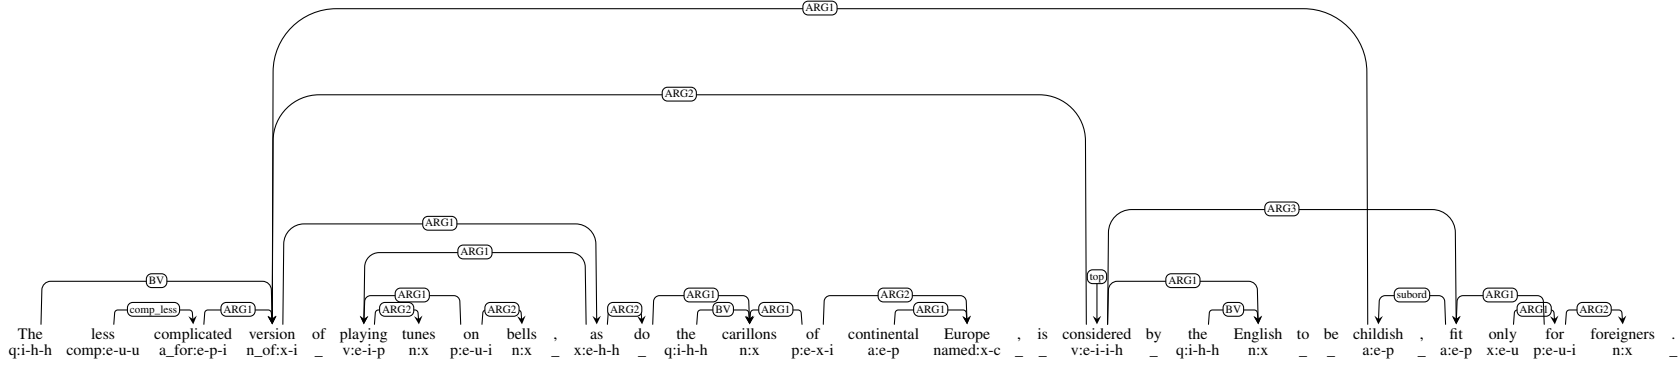 ARG1
ARG2
ARG3
ARG1
ARG1
top
BV ARG1
ARG1 ARG1 ARG2 ARG1
comp_less ARG1 ARG2 ARG2 ARG2 BV ARG1 ARG1 BV subord ARG1 ARG2
The less complicated version of playing tunes on bells , as do the carillons of continental Europe , is considered by the English to be childish , fit only for foreigners .
q:i-h-h comp:e-u-u a_for:e-p-i n_of:x-i _ v:e-i-p n:x p:e-u-i n:x _ x:e-h-h _ q:i-h-h n:x p:e-x-i a:e-p named:x-c _ _ v:e-i-i-h _ q:i-h-h n:x _ _ a:e-p _ a:e-p x:e-u p:e-u-i n:x _